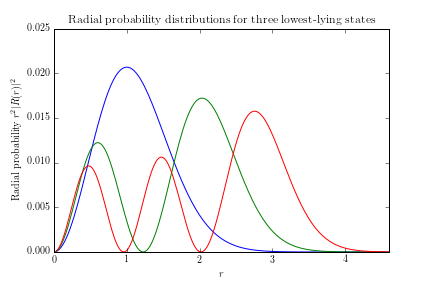 Radial probability distributions for three lowest-lying states
0.025
0.020
0.015
0.010
0.005
0.000
Radial probability r²|R(r)|²
0 1 2 3 4
r